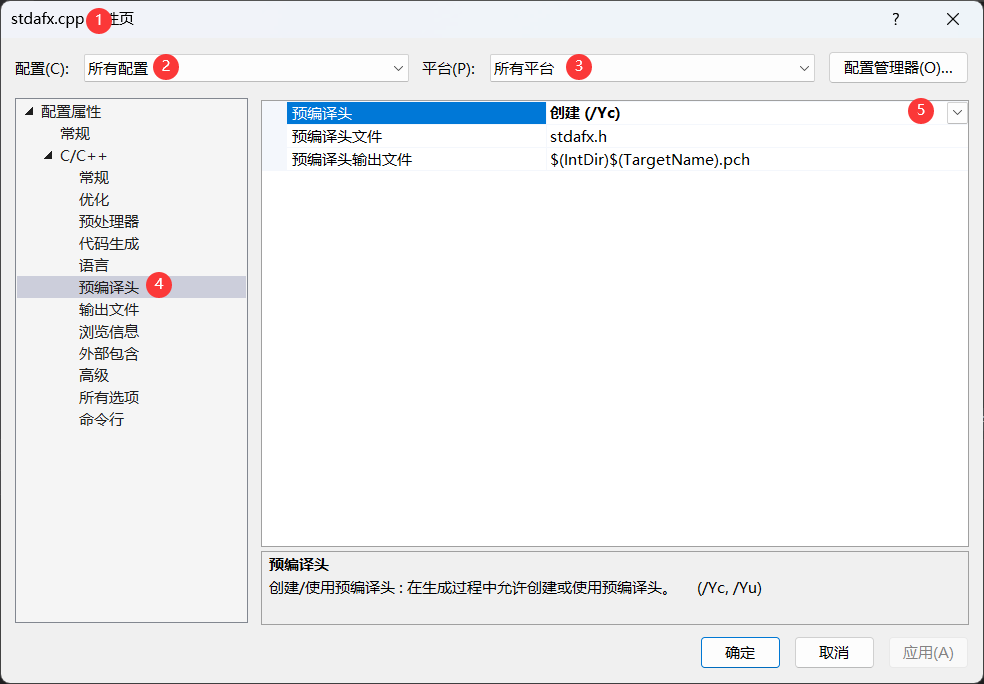 stdafx.cpp 1 性页
?
配置(C): 所有配置 2 平台(P): 所有平台 3 配置管理器(O)...
配置属性
常规
C/C++
常规
优化
预处理器
代码生成
语言
预编译头 4
输出文件
浏览信息
外部包含
高级
所有选项
命令行
预编译头 创建 (/Yc) 5
预编译头文件 stdafx.h
预编译头输出文件 $(IntDir)$(TargetName).pch
预编译头
创建/使用预编译头 : 在生成过程中允许创建或使用预编译头。 (/Yc, /Yu)
确定 取消 应用(A)